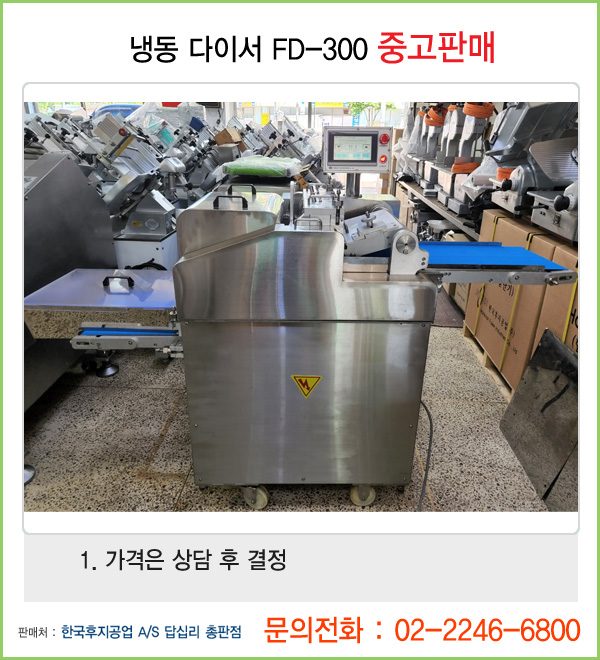 냉동 다이서 FD-300 중고판매
1. 가격은 상담 후 결정
판매처 : 한국후지공업 A/S 답십리 총판점
문의전화 : 02-2246-6800